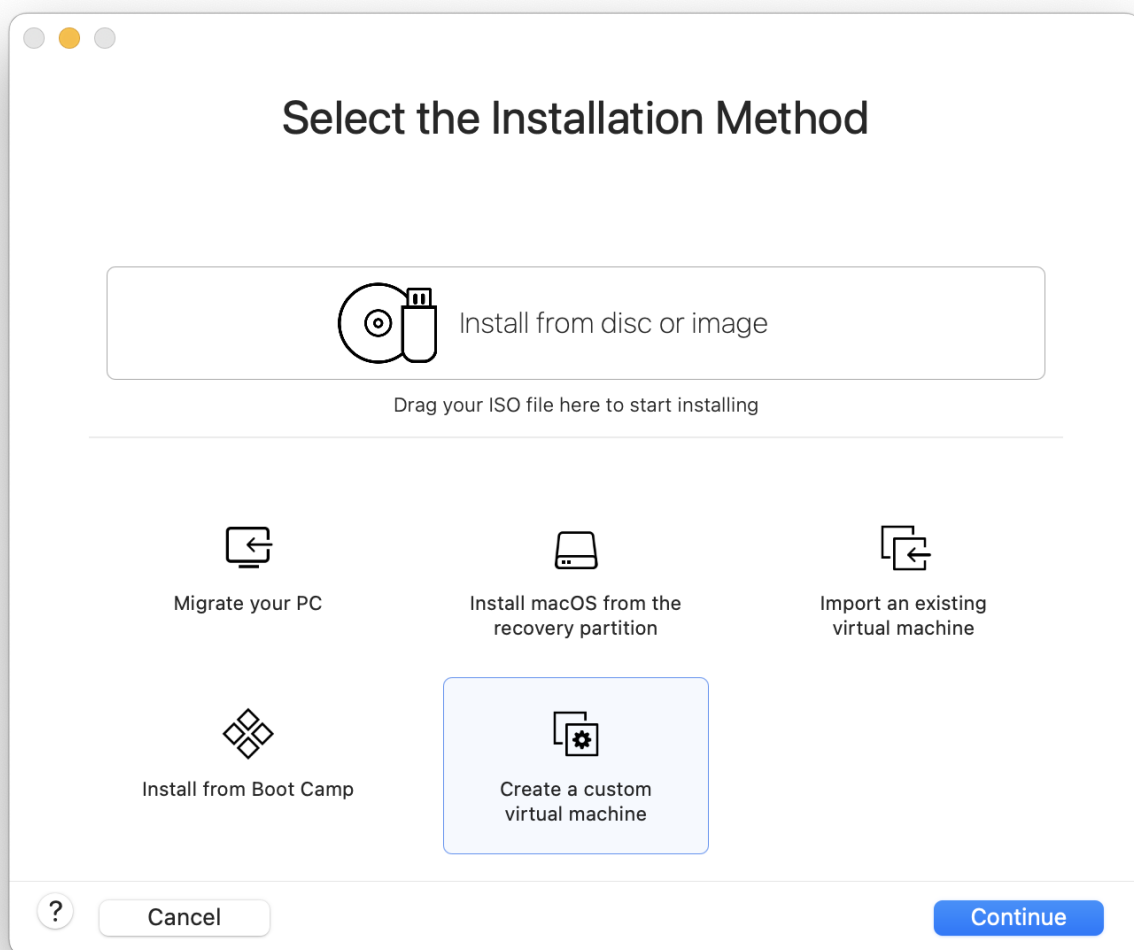 Select the Installation Method
Install from disc or image
Drag your ISO file here to start installing
Migrate your PC
Install macOS from the
recovery partition
Import an existing
virtual machine
Install from Boot Camp
Create a custom
virtual machine
?
Cancel
Continue